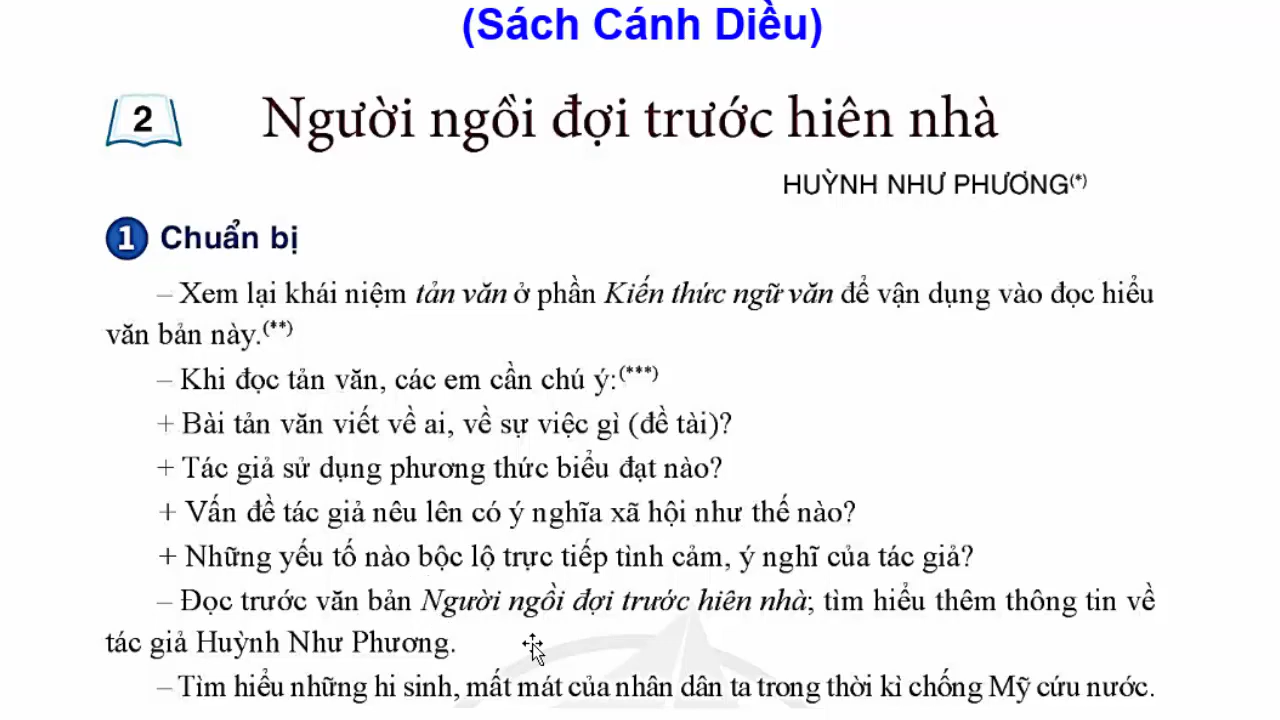 (Sách Cánh Diều)
2 Người ngồi đợi trước hiên nhà
HUỲNH NHƯ PHƯƠNG(*)
1 Chuẩn bị
– Xem lại khái niệm tản văn ở phần Kiến thức ngữ văn để vận dụng vào đọc hiểu
văn bản này.(**)
– Khi đọc tản văn, các em cần chú ý:(***)
+ Bài tản văn viết về ai, về sự việc gì (đề tài)?
+ Tác giả sử dụng phương thức biểu đạt nào?
+ Vấn đề tác giả nêu lên có ý nghĩa xã hội như thế nào?
+ Những yếu tố nào bộc lộ trực tiếp tình cảm, ý nghĩ của tác giả?
– Đọc trước văn bản Người ngồi đợi trước hiên nhà; tìm hiểu thêm thông tin về
tác giả Huỳnh Như Phương.
– Tìm hiểu những hi sinh, mất mát của nhân dân ta trong thời kì chống Mỹ cứu nước.